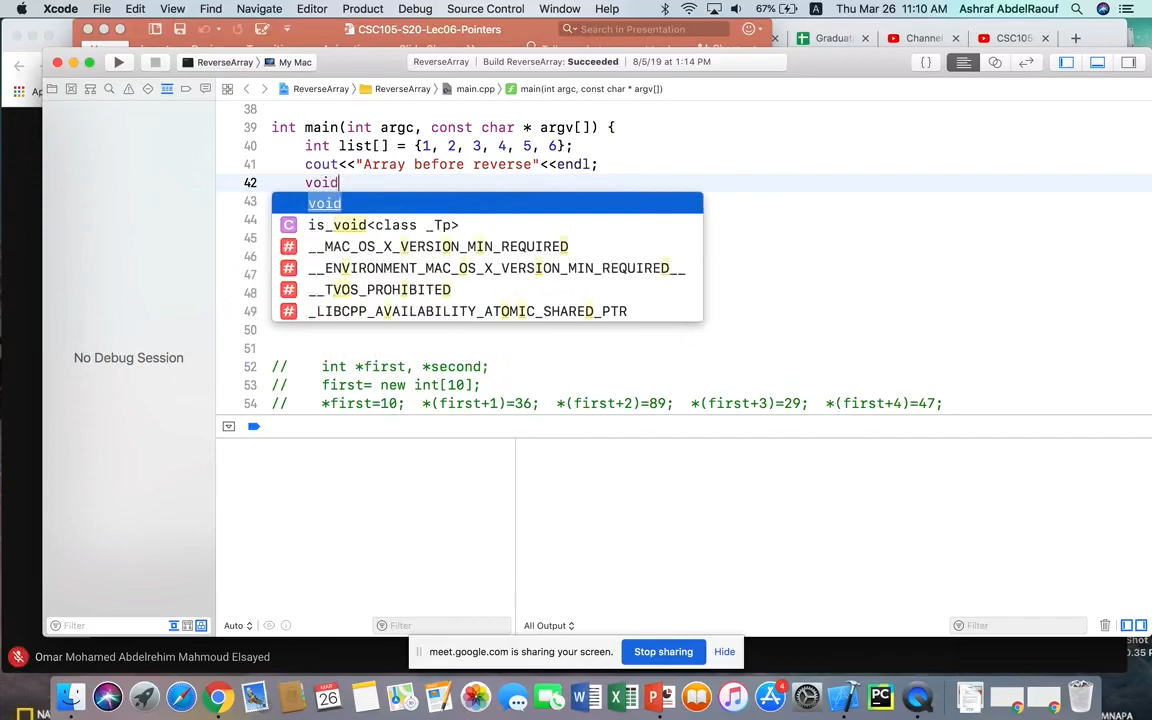 Xcode File Edit View Find Navigate Editor Product Debug Source Control Window Help 67% A Thu Mar 26 11:10 AM Ashraf AbdelRaouf
CSC105-S20-Lec06-Pointers Search in Presentation
Graduat Channel CSC105
ReverseArray My Mac ReverseArray | Build ReverseArray: Succeeded | 8/5/19 at 1:14 PM
ReverseArray ReverseArray main.cpp main(int argc, const char * argv[])
38
39 int main(int argc, const char * argv[]) {
40 int list[] = {1, 2, 3, 4, 5, 6};
41 cout<<"Array before reverse"<<endl;
42 void
43 void
44 C is_void<class _Tp>
45 # __MAC_OS_X_VERSION_MIN_REQUIRED
46
47 # __ENVIRONMENT_MAC_OS_X_VERSION_MIN_REQUIRED__
48 # __TVOS_PROHIBITED
49 # _LIBCPP_AVAILABILITY_ATOMIC_SHARED_PTR
50
51
52 // int *first, *second;
53 // first= new int[10];
54 // *first=10; *(first+1)=36; *(first+2)=89; *(first+3)=29; *(first+4)=47;
No Debug Session
Filter Auto Filter All Output Filter
Omar Mohamed Abdelrehim Mahmoud Elsayed
meet.google.com is sharing your screen. Stop sharing Hide